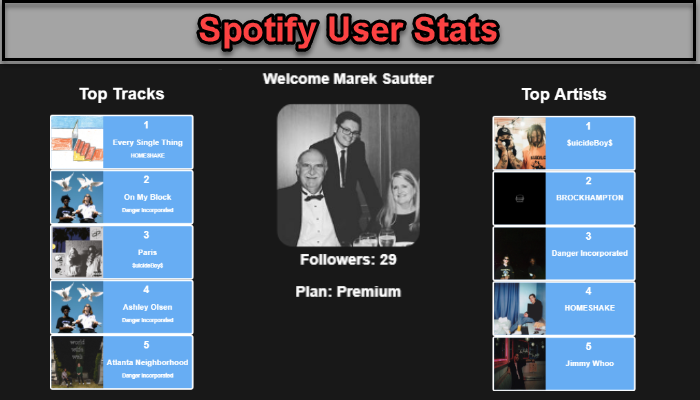 Spotify User Stats
Welcome Marek Sautter
Top Tracks
1
Every Single Thing
HOMESHAKE
2
On My Block
Danger Incorporated
3
Paris
$uicideBoy$
4
Ashley Olsen
Danger Incorporated
5
Atlanta Neighborhood
Danger Incorporated
Followers: 29
Plan: Premium
Top Artists
1
$uicideBoy$
2
BROCKHAMPTON
3
Danger Incorporated
4
HOMESHAKE
5
Jimmy Whoo